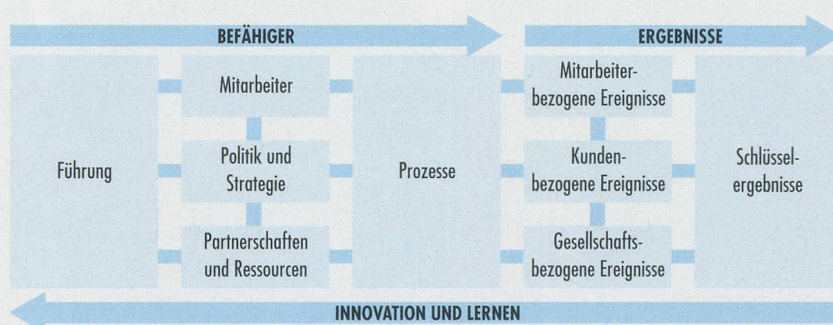 BEFÄHIGER
ERGEBNISSE
Führung
Mitarbeiter
Politik und
Strategie
Partnerschaften
und Ressourcen
Prozesse
Mitarbeiter-
bezogene Ereignisse
Kunden-
bezogene Ereignisse
Gesellschafts-
bezogene Ereignisse
Schlüssel-
ergebnisse
INNOVATION UND LERNEN